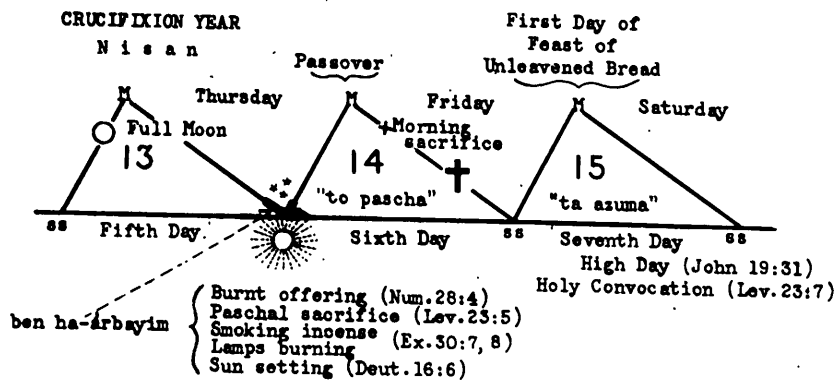 CRUCIFIXION YEAR
Nisan
First Day of
Feast of
Unleavened Bread
Passover
M
Thursday
M
Friday
M
Saturday
Full Moon
+Morning
sacrifice
13
14
15
"to pascha"
"ta azuma"
ss
Fifth Day
Sixth Day
ss
Seventh Day
ss
High Day (John 19:31)
Holy Convocation (Lev.23:7)
ben ha-arbayim
Burnt offering (Num.28:4)
Paschal sacrifice (Lev.23:5)
Smoking incense
Lamps burning
(Ex.30:7,8)
Sun setting (Deut.16:6)